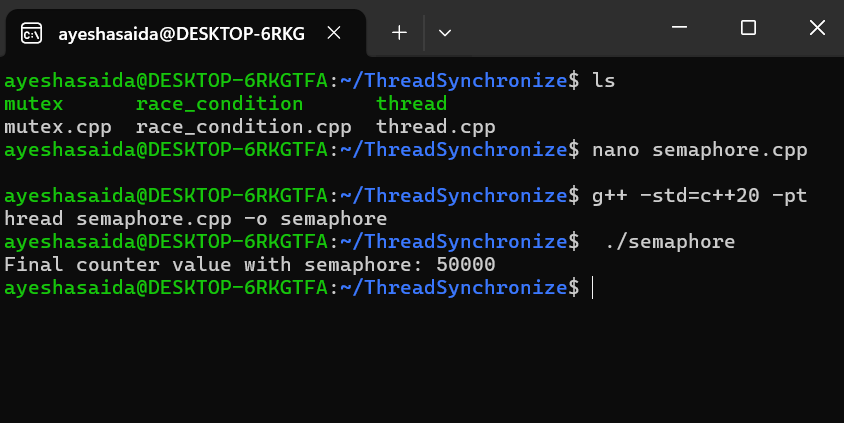 ayeshasaida@DESKTOP-6RKG
ayeshasaida@DESKTOP-6RKGTFA:~/ThreadSynchronize$ ls
mutex      race_condition      thread
mutex.cpp  race_condition.cpp  thread.cpp
ayeshasaida@DESKTOP-6RKGTFA:~/ThreadSynchronize$ nano semaphore.cpp
ayeshasaida@DESKTOP-6RKGTFA:~/ThreadSynchronize$ g++ -std=c++20 -pt
hread semaphore.cpp -o semaphore
ayeshasaida@DESKTOP-6RKGTFA:~/ThreadSynchronize$  ./semaphore
Final counter value with semaphore: 50000
ayeshasaida@DESKTOP-6RKGTFA:~/ThreadSynchronize$